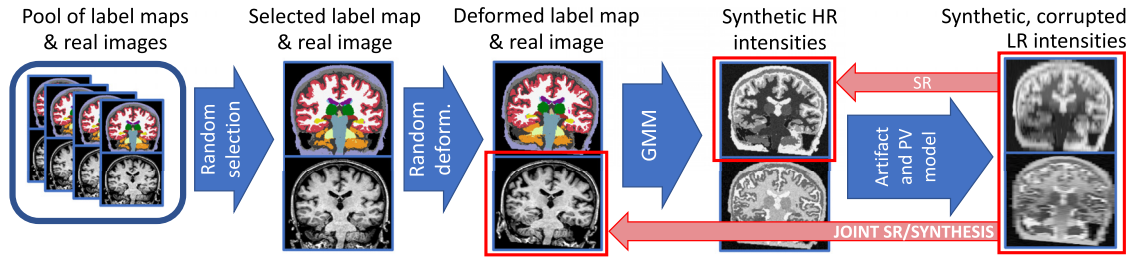 Pool of label maps
& real images
Selected label map
& real image
Deformed label map
& real image
Synthetic HR
intensities
Synthetic, corrupted
LR intensities
Random
selection
Random
deform.
GMM
SR
Artifact
and PV
model
JOINT SR/SYNTHESIS